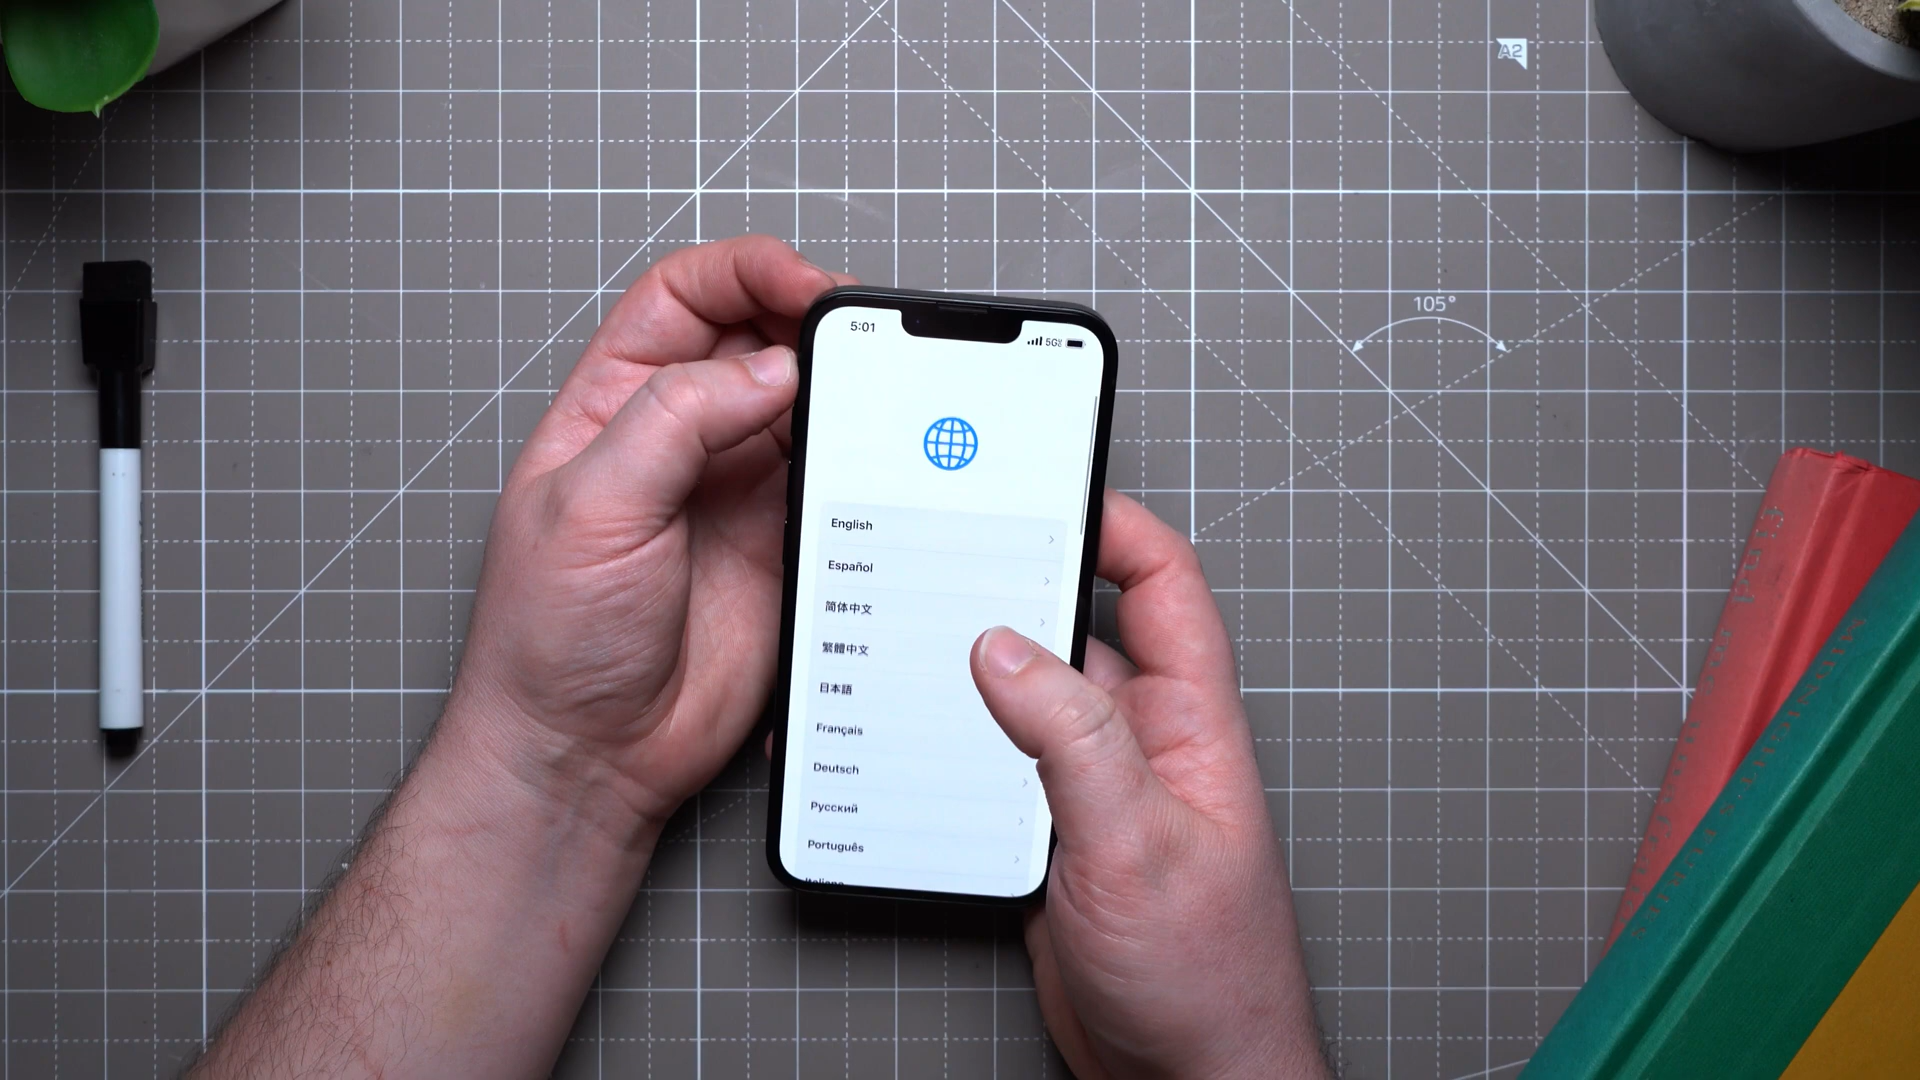 A2
105°
5:01
5G
English
Español
简体中文
繁體中文
日本語
Français
Deutsch
Русский
Português
Italiano